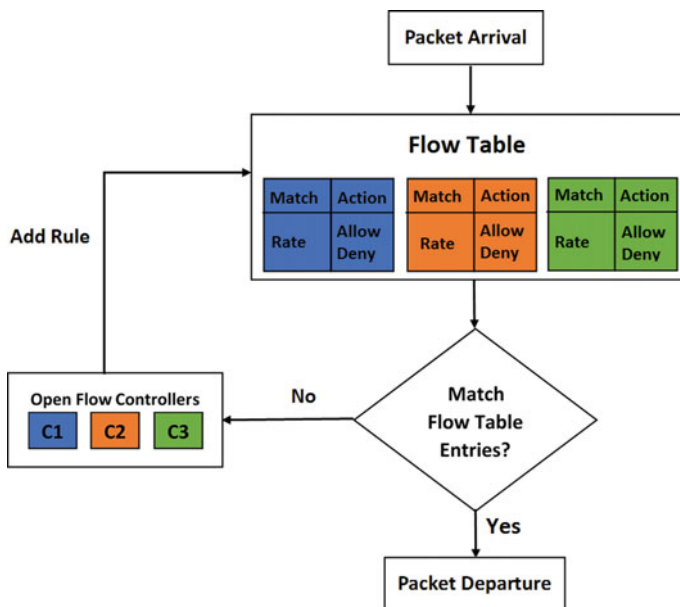 Packet Arrival
Flow Table
Match Action Match Action Match Action
Rate Allow Deny Rate Allow Deny Rate Allow Deny
Add Rule
Open Flow Controllers
C1 C2 C3
No
Match
Flow Table
Entries?
Yes
Packet Departure